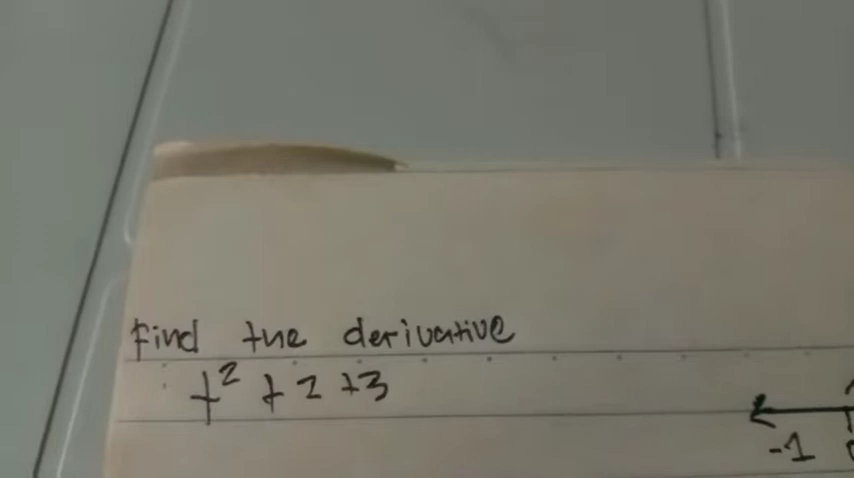 find the derivative
t² + 2 + 3
-1